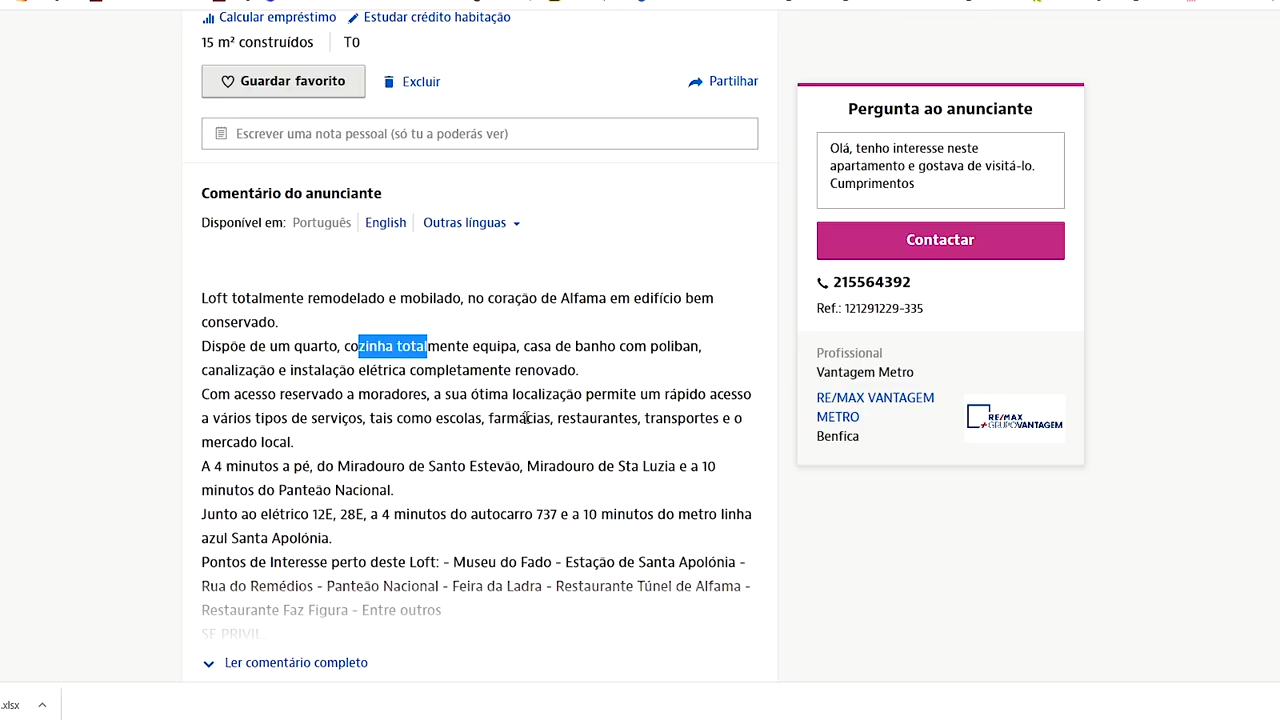 Calcular empréstimo Estudar crédito habitação
15 m² construídos T0
Guardar favorito Excluir Partilhar
Escrever uma nota pessoal (só tu a poderás ver)
Comentário do anunciante
Disponível em: Português English Outras línguas
Loft totalmente remodelado e mobilado, no coração de Alfama em edifício bem
conservado.
Dispõe de um quarto, cozinha totalmente equipa, casa de banho com poliban,
canalização e instalação elétrica completamente renovado.
Com acesso reservado a moradores, a sua ótima localização permite um rápido acesso
a vários tipos de serviços, tais como escolas, farmácias, restaurantes, transportes e o
mercado local.
A 4 minutos a pé, do Miradouro de Santo Estevão, Miradouro de Sta Luzia e a 10
minutos do Panteão Nacional.
Junto ao elétrico 12E, 28E, a 4 minutos do autocarro 737 e a 10 minutos do metro linha
azul Santa Apolónia.
Pontos de Interesse perto deste Loft: - Museu do Fado - Estação de Santa Apolónia -
Rua do Remédios - Panteão Nacional - Feira da Ladra - Restaurante Túnel de Alfama -
Restaurante Faz Figura - Entre outros
SE PRIVIL.
Ler comentário completo
Pergunta ao anunciante
Olá, tenho interesse neste
apartamento e gostava de visitá-lo.
Cumprimentos
Contactar
215564392
Ref.: 121291229-335
Profissional
Vantagem Metro
RE/MAX VANTAGEM
METRO
Benfica
RE/MAX
+GRUPOVANTAGEM
.xlsx